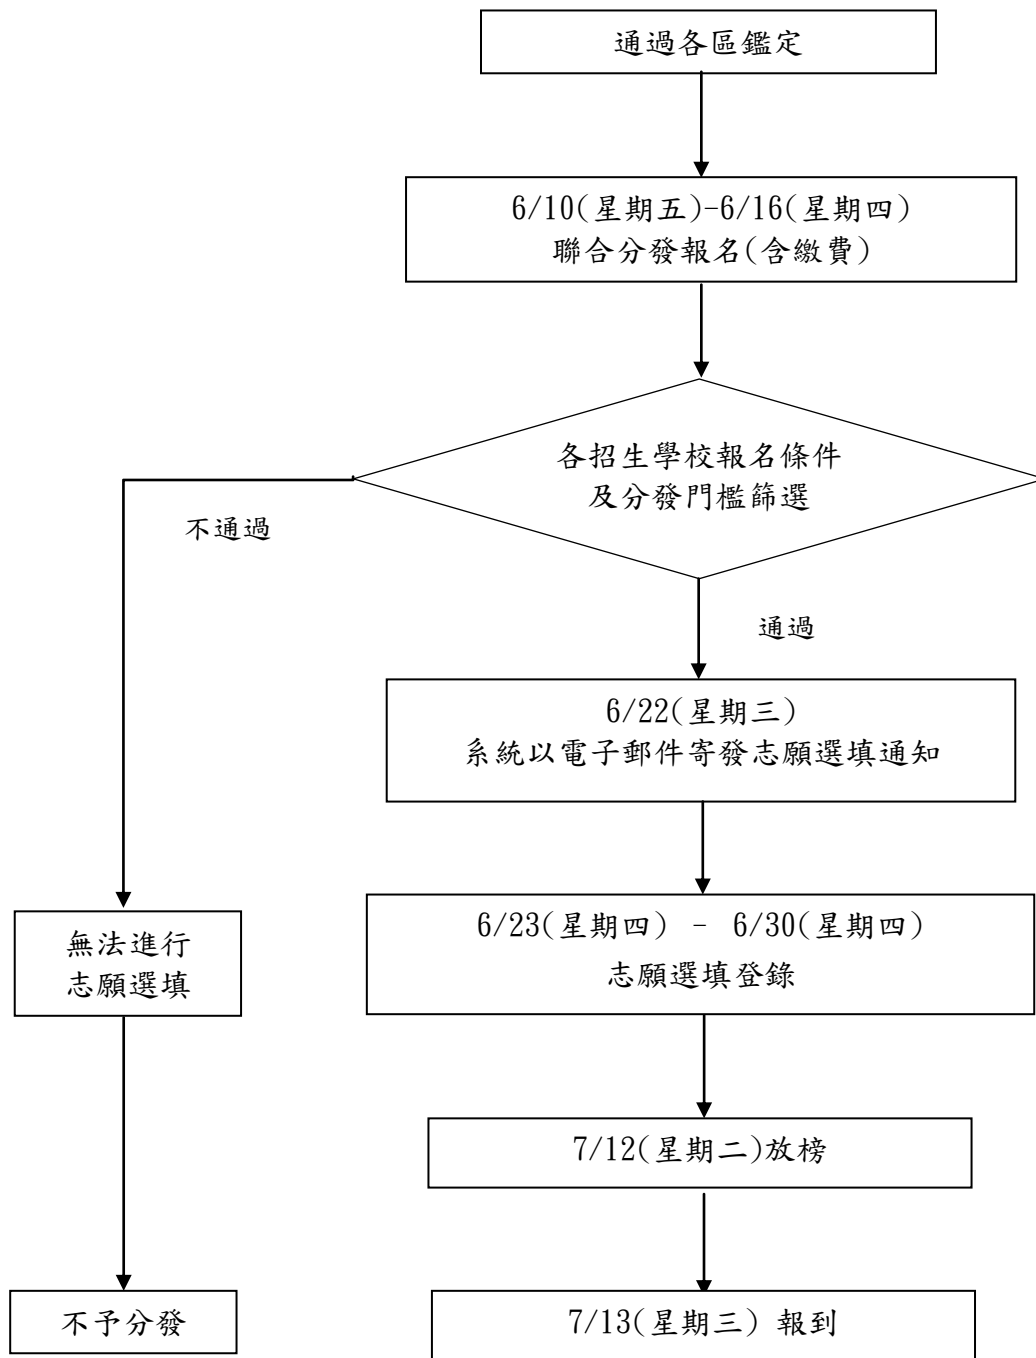 通過各區鑑定
6/10(星期五)-6/16(星期四)
聯合分發報名(含繳費)
各招生學校報名條件
及分發門檻篩選
不通過
通過
6/22(星期三)
系統以電子郵件寄發志願選填通知
6/23(星期四) - 6/30(星期四)
志願選填登錄
無法進行
志願選填
7/12(星期二)放榜
不予分發
7/13(星期三) 報到